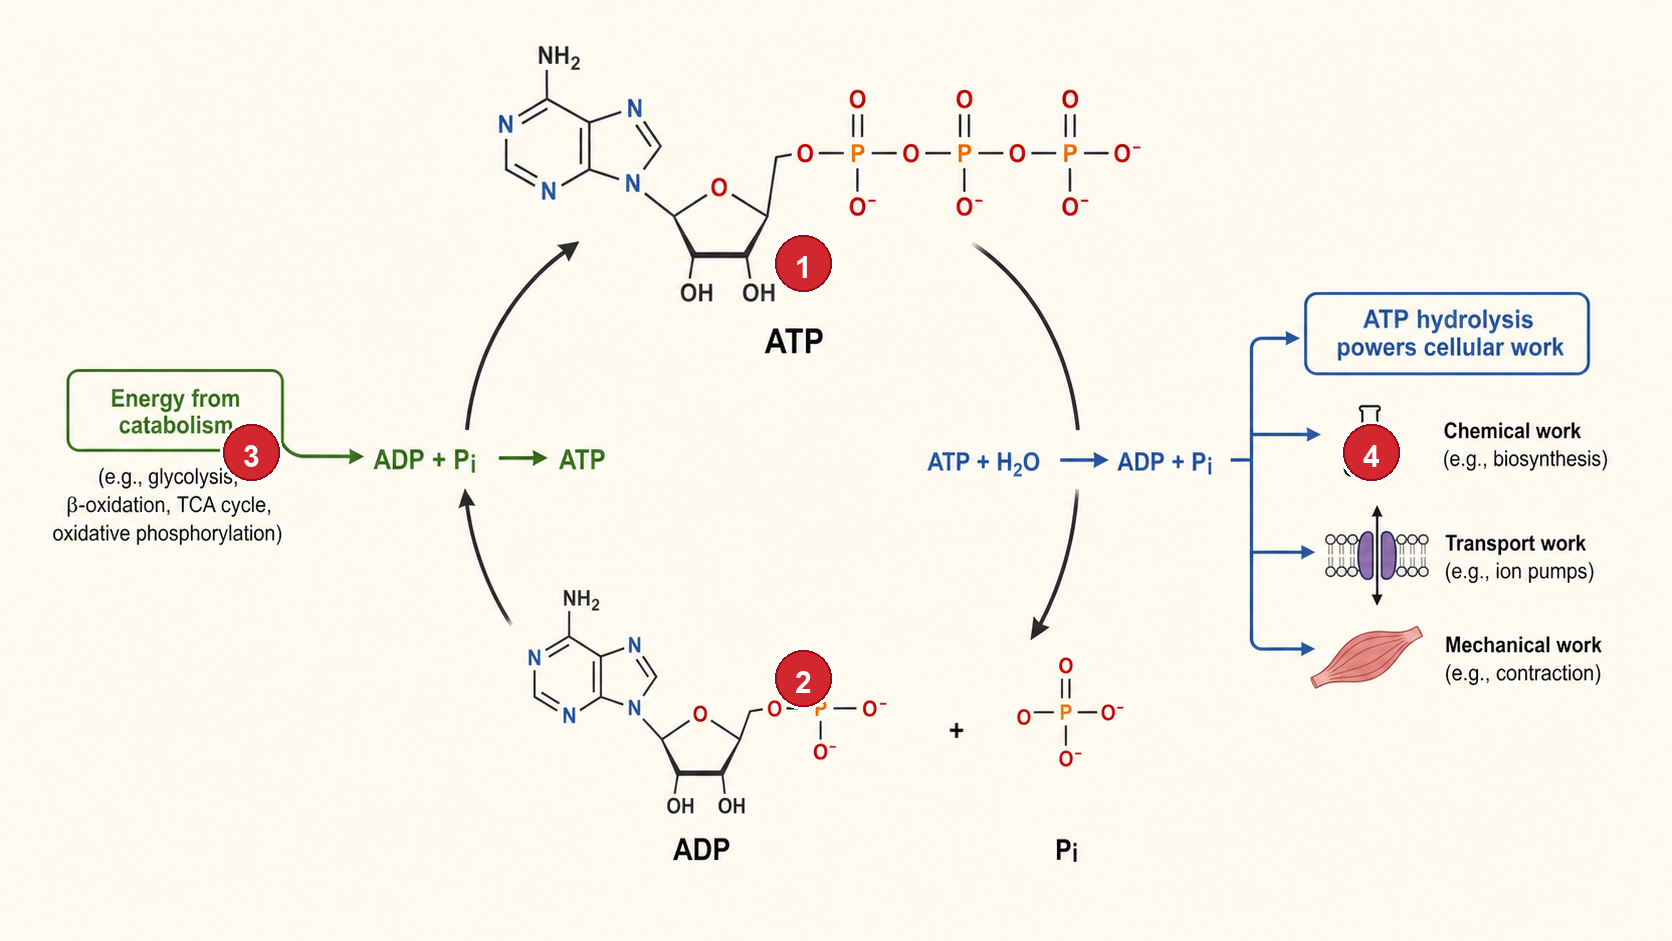 NH₂
N
N
N
N
O
OH
OH
O
P
O
O⁻
O
P
O
O⁻
O
P
O
O⁻
O⁻
1
ATP
Energy from
catabolism
3
(e.g., glycolysis,
β-oxidation, TCA cycle,
oxidative phosphorylation)
ADP + Pi → ATP
ATP + H₂O → ADP + Pi
ATP hydrolysis
powers cellular work
4
Chemical work
(e.g., biosynthesis)
Transport work
(e.g., ion pumps)
Mechanical work
(e.g., contraction)
NH₂
N
N
N
N
O
OH
OH
2
O
P
O⁻
O⁻
ADP
+
O
O
P
O⁻
O⁻
Pi